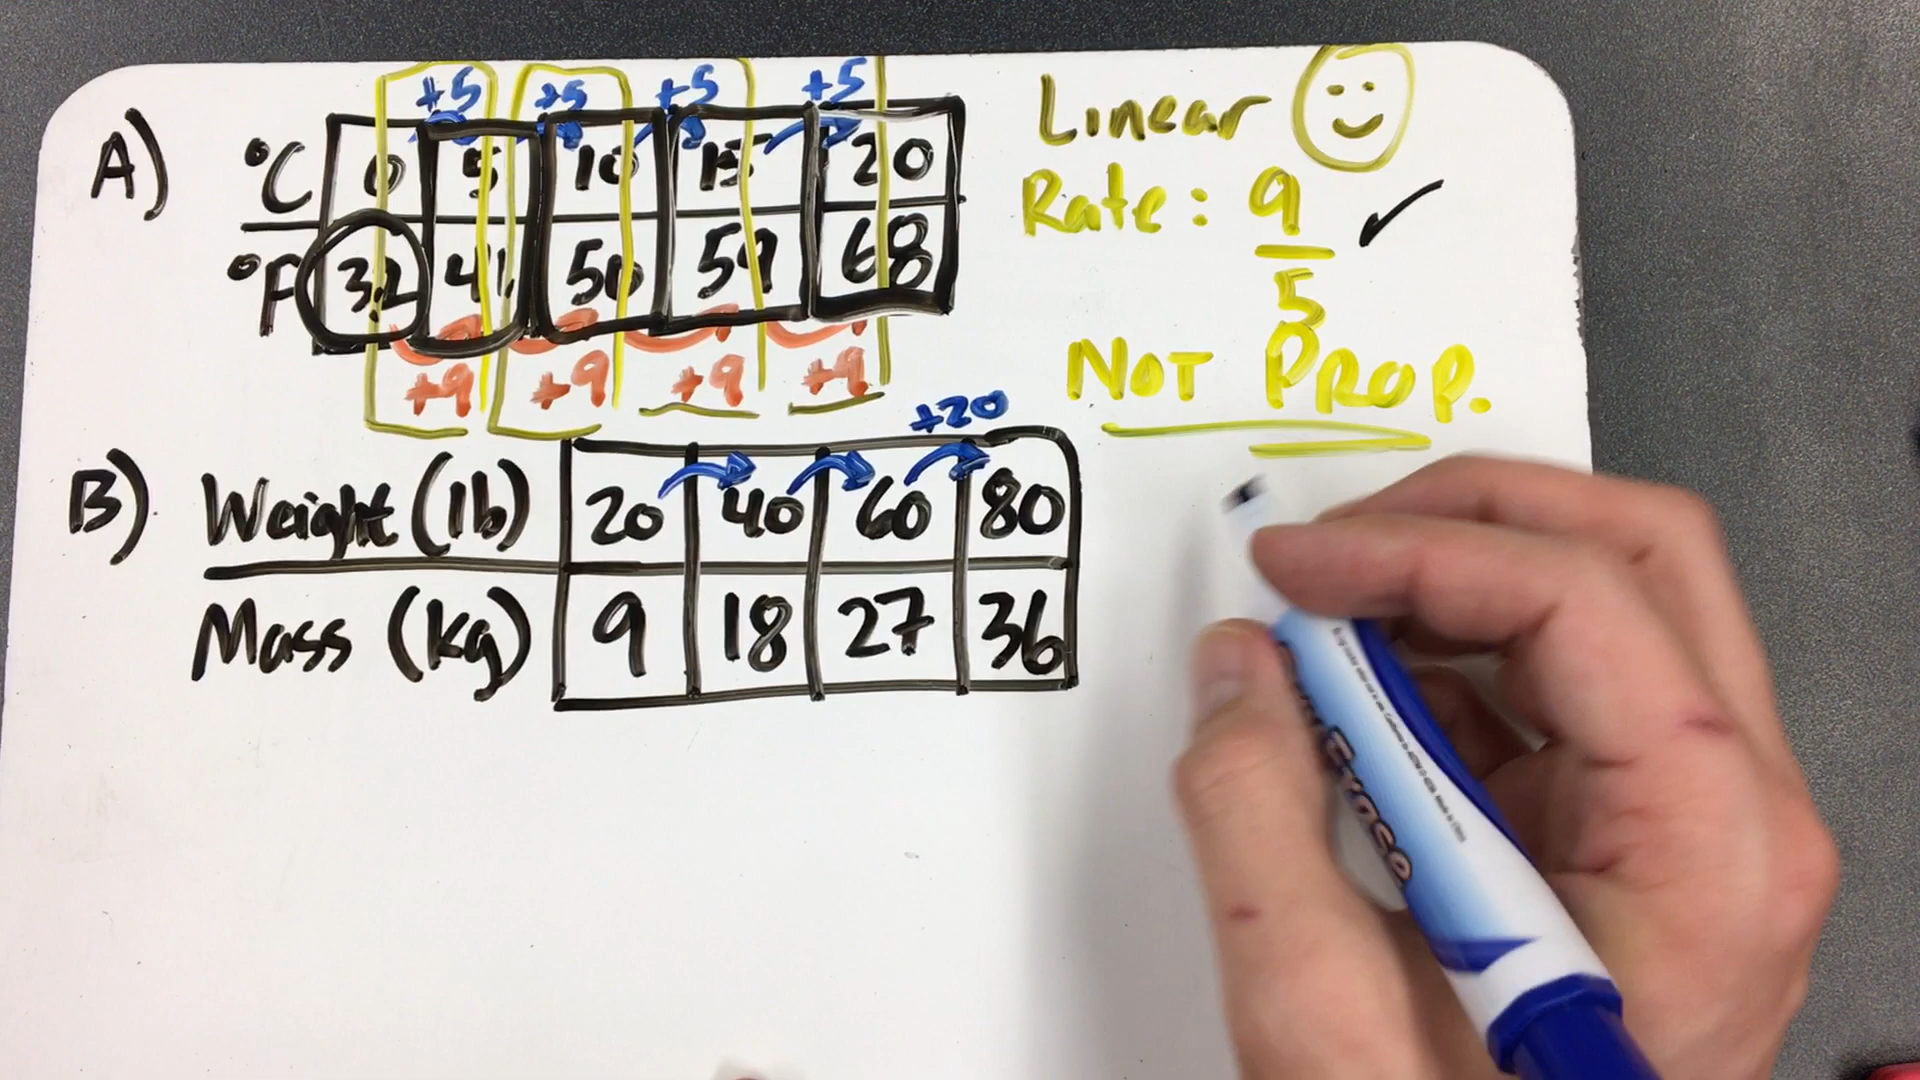 +5 +5 +5 +5
A) °C 0 5 10 15 20
°F 32 41 50 59 68
+9 +9 +9 +9
Linear
Rate: 9/5
NOT PROP.
+20
B) Weight (lb) 20 40 60 80
Mass (kg) 9 18 27 36